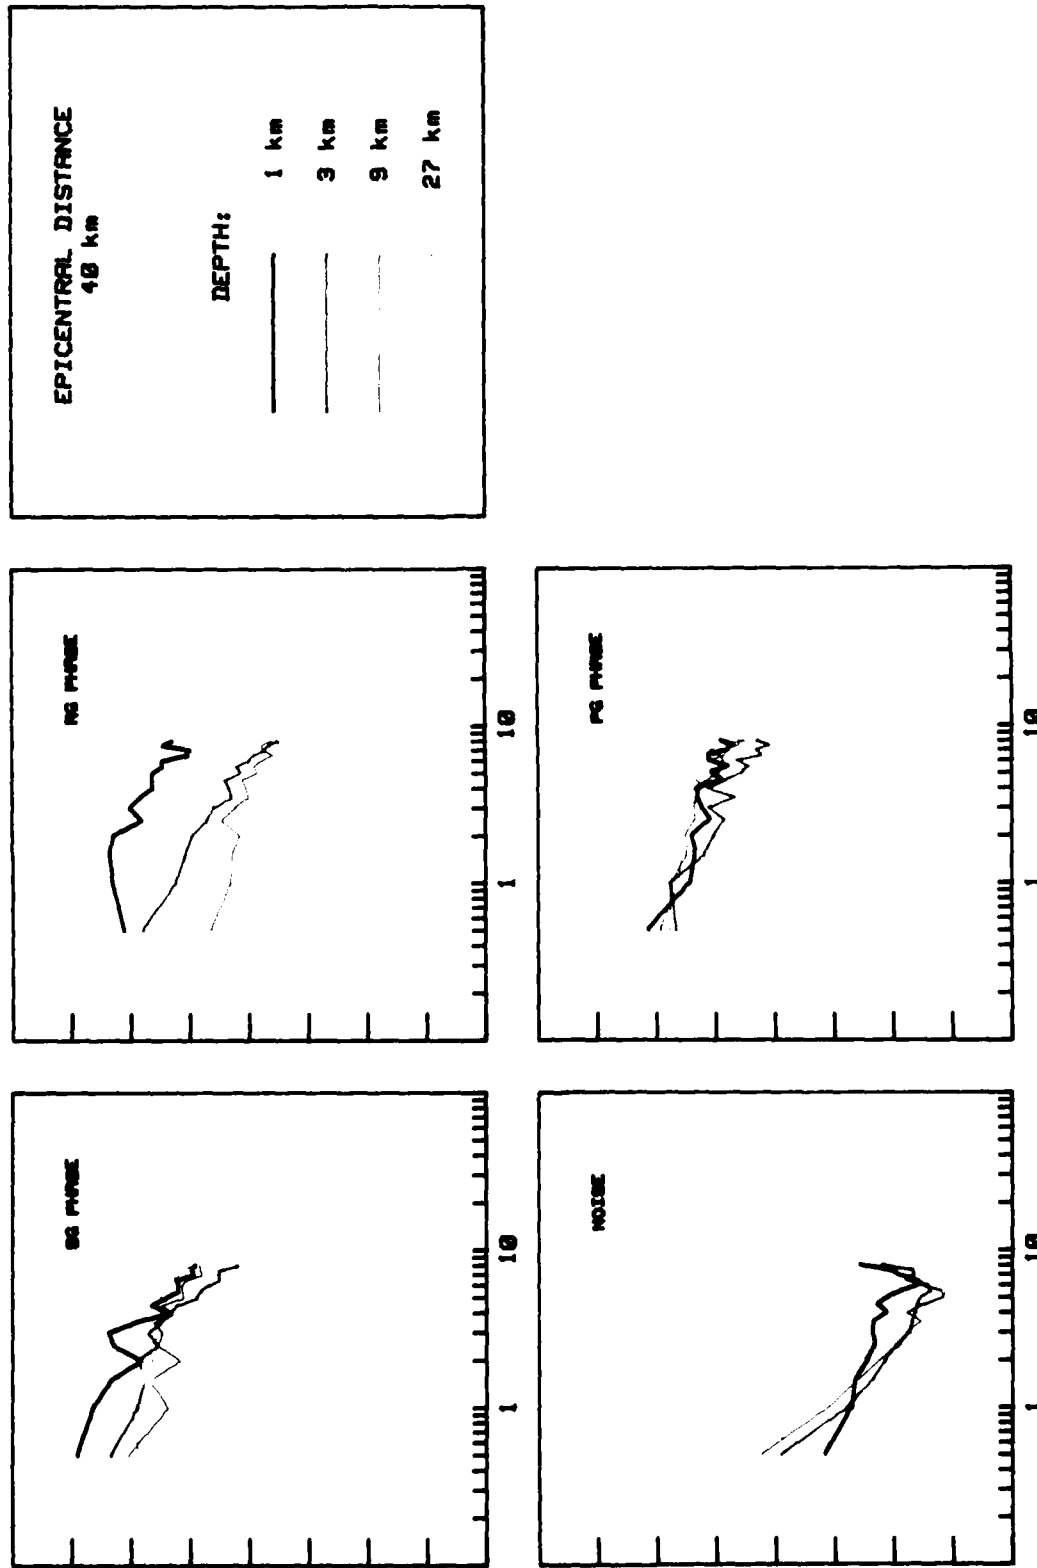 EPICENTRAL DISTANCE
40 km
DEPTH:
1 km
3 km
9 km
27 km
SG PHASE
1
10
RG PHASE
1
10
NOISE
1
10
PG PHASE
1
10